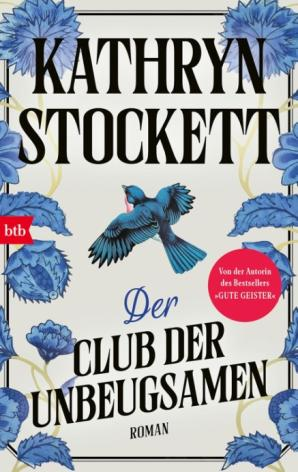 KATHRYN
STOCKETT
btb
Von der Autorin
des Bestsellers
»GUTE GEISTER«
Der
CLUB DER
UNBEUGSAMEN
ROMAN